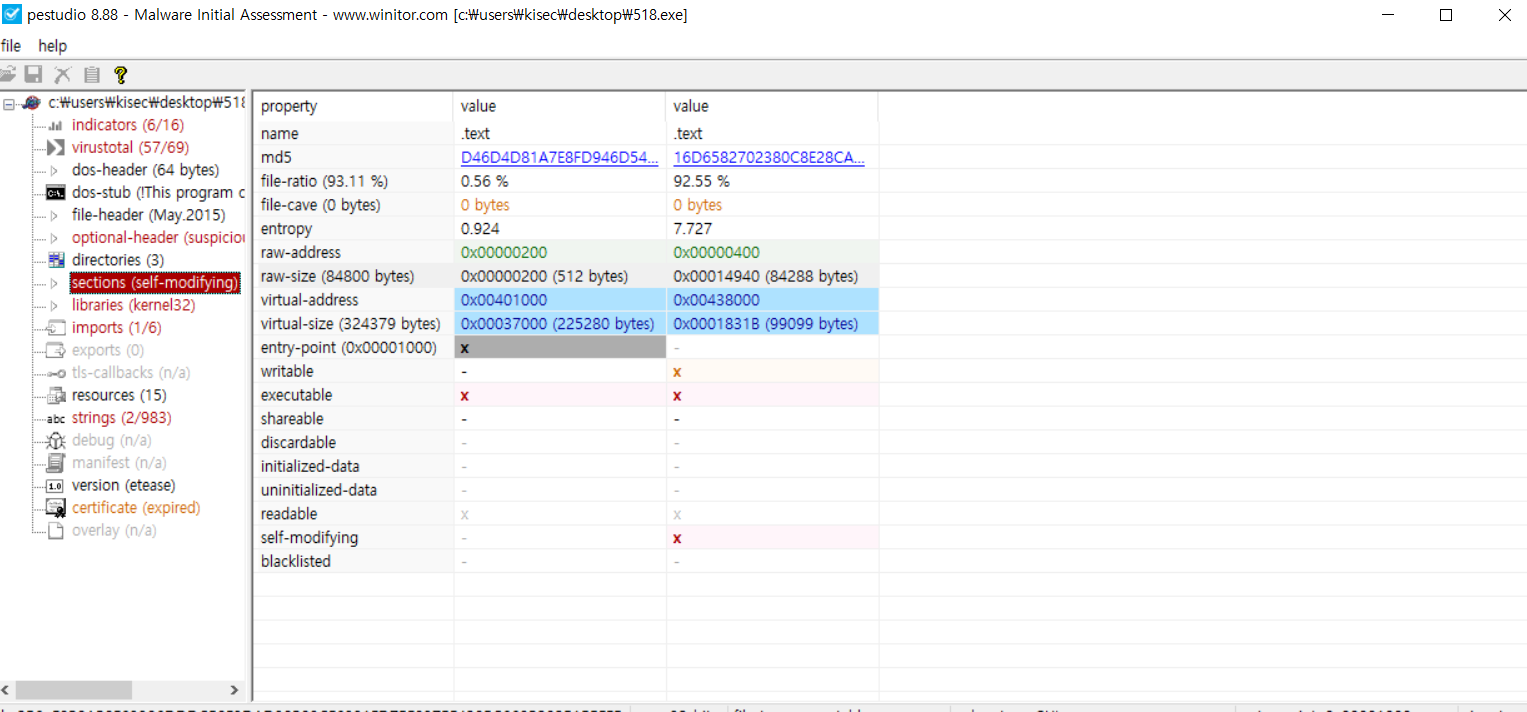 pestudio 8.88 - Malware Initial Assessment - www.winitor.com [c:₩users₩kisec₩desktop₩518.exe]
file help
c:₩users₩kisec₩desktop₩518
indicators (6/16)
virustotal (57/69)
dos-header (64 bytes)
dos-stub (!This program c
file-header (May.2015)
optional-header (suspiciou
directories (3)
sections (self-modifying)
libraries (kernel32)
imports (1/6)
exports (0)
tls-callbacks (n/a)
resources (15)
abc strings (2/983)
debug (n/a)
manifest (n/a)
1.0 version (etease)
certificate (expired)
overlay (n/a)
property value value
name .text .text
md5 D46D4D81A7E8FD946D54... 16D6582702380C8E28CA...
file-ratio (93.11 %) 0.56 % 92.55 %
file-cave (0 bytes) 0 bytes 0 bytes
entropy 0.924 7.727
raw-address 0x00000200 0x00000400
raw-size (84800 bytes) 0x00000200 (512 bytes) 0x00014940 (84288 bytes)
virtual-address 0x00401000 0x00438000
virtual-size (324379 bytes) 0x00037000 (225280 bytes) 0x0001831B (99099 bytes)
entry-point (0x00001000) x -
writable - x
executable x x
shareable - -
discardable - -
initialized-data - -
uninitialized-data - -
readable x x
self-modifying - x
blacklisted - -